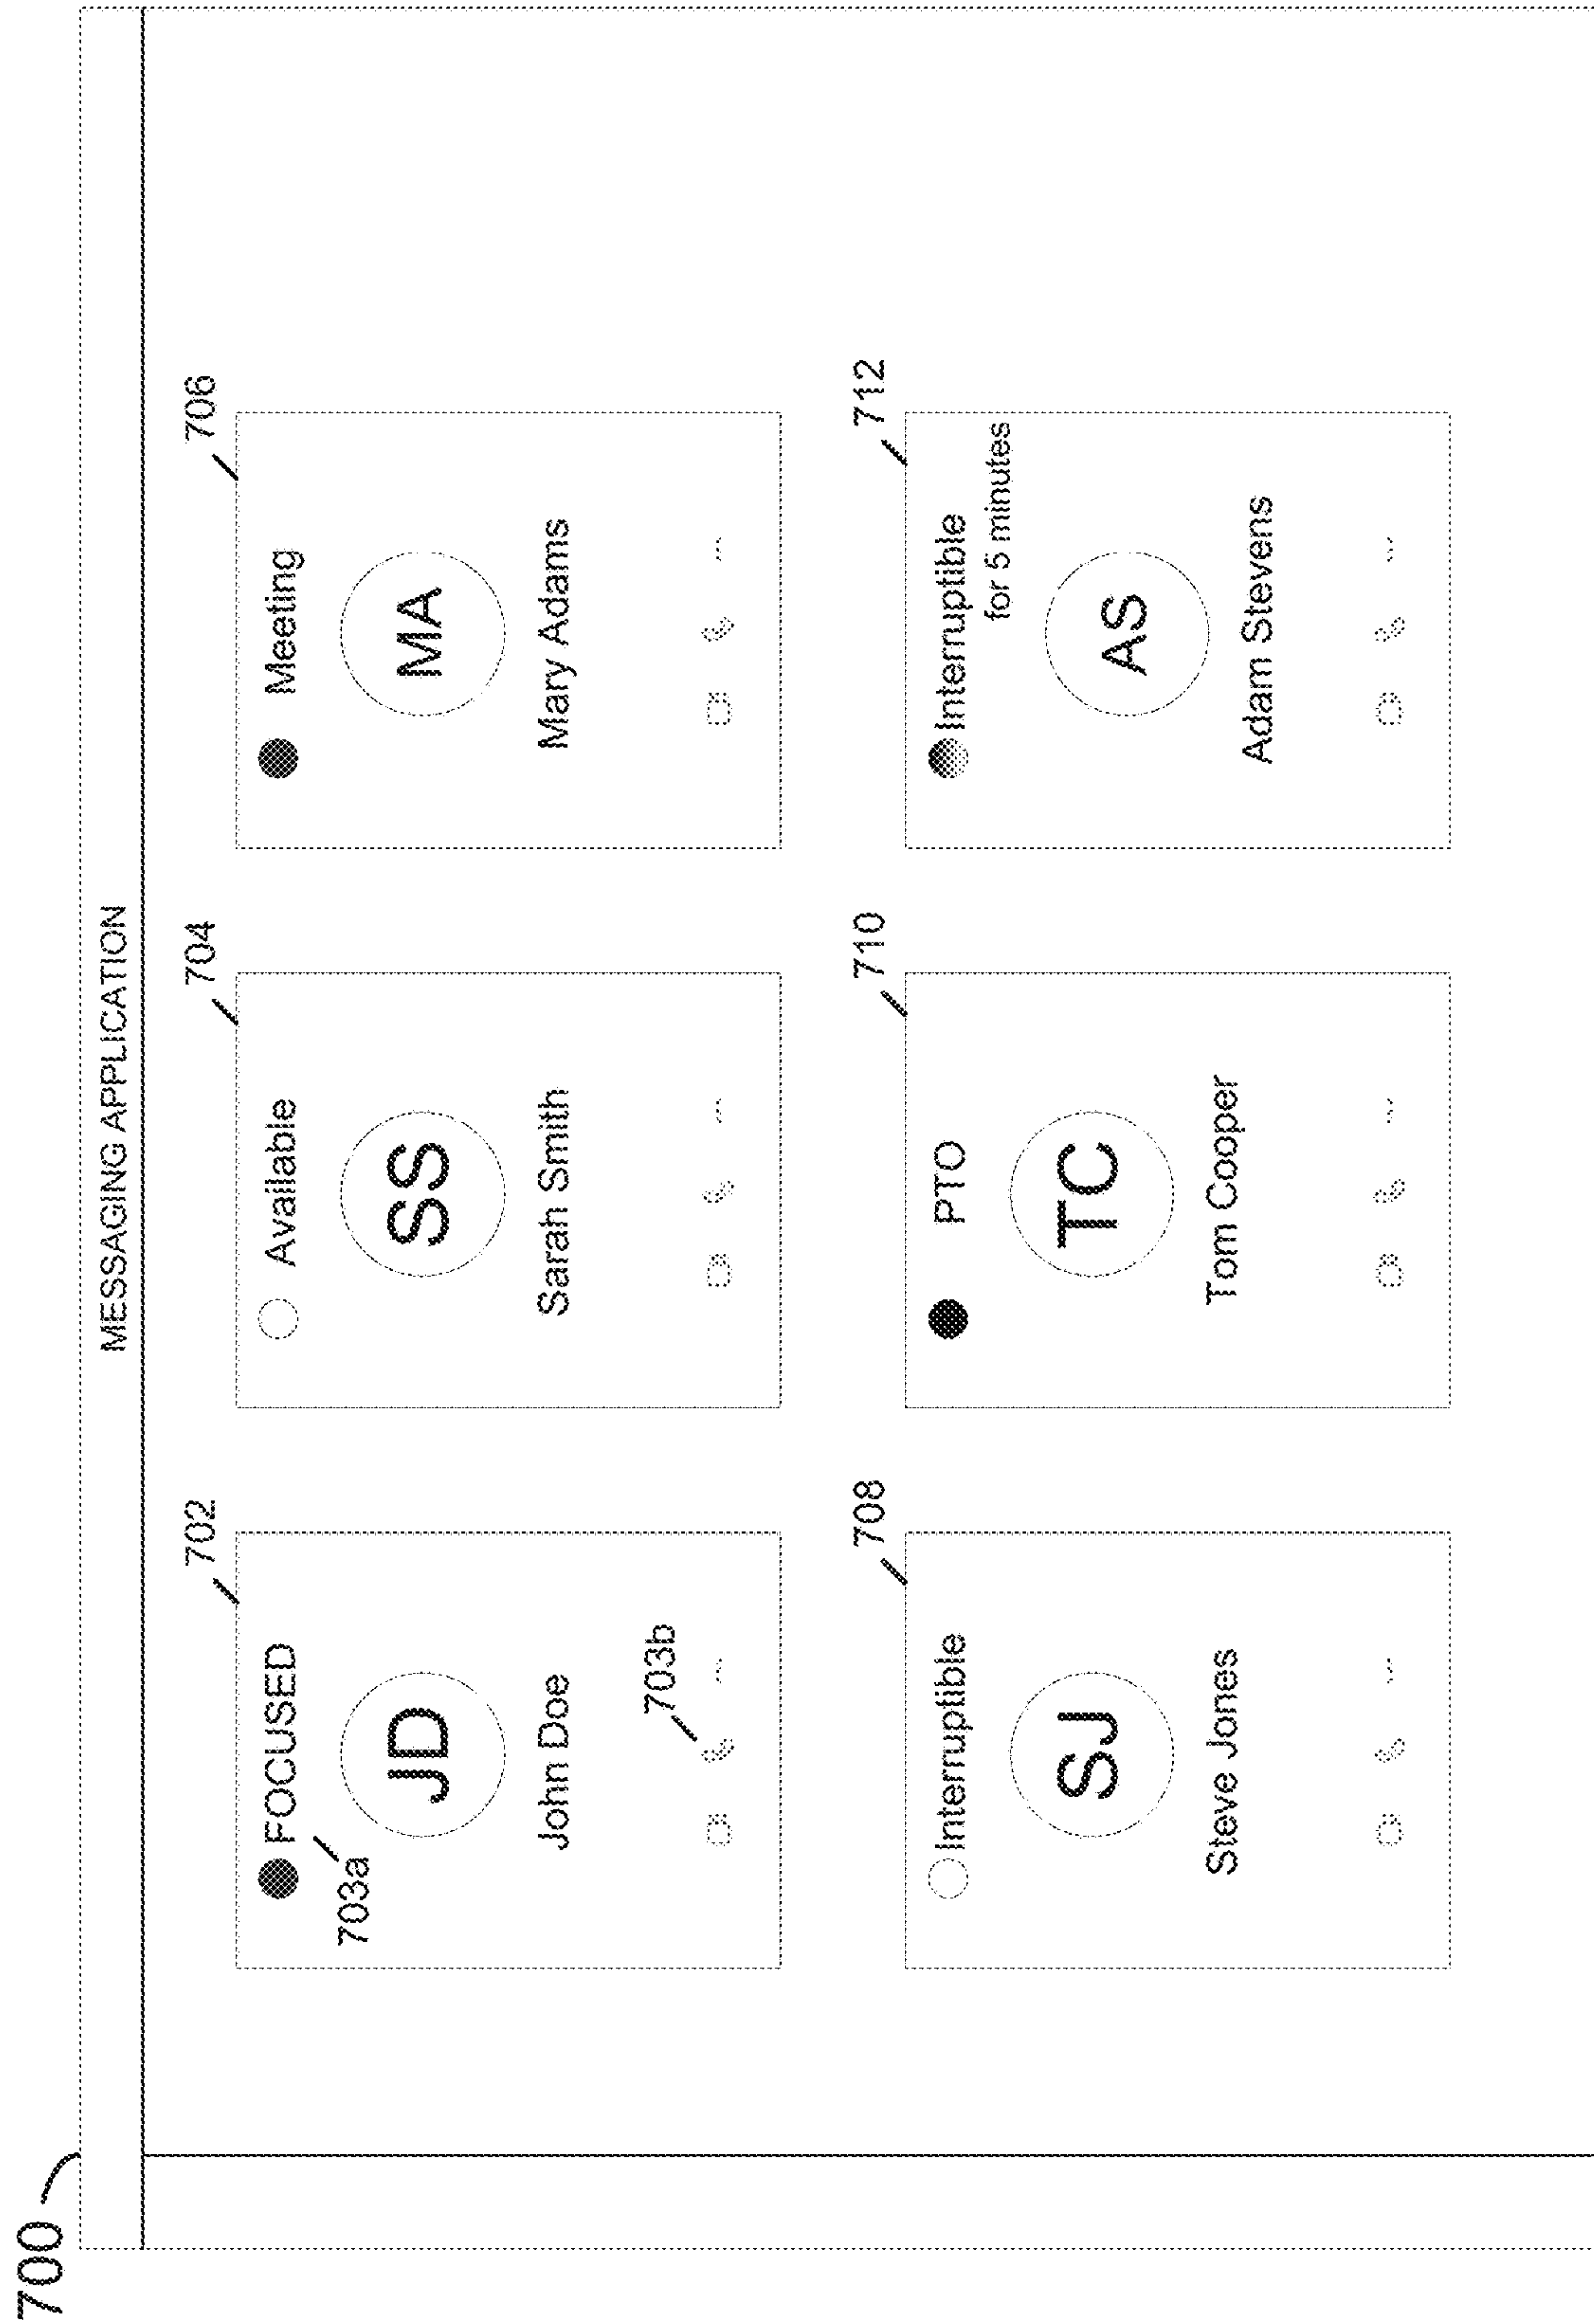 700
MESSAGING APPLICATION
702
FOCUSED
703a
JD
John Doe
703b
704
Available
SS
Sarah Smith
706
Meeting
MA
Mary Adams
708
Interruptible
SJ
Steve Jones
710
PTO
TC
Tom Cooper
712
Interruptible
for 5 minutes
AS
Adam Stevens